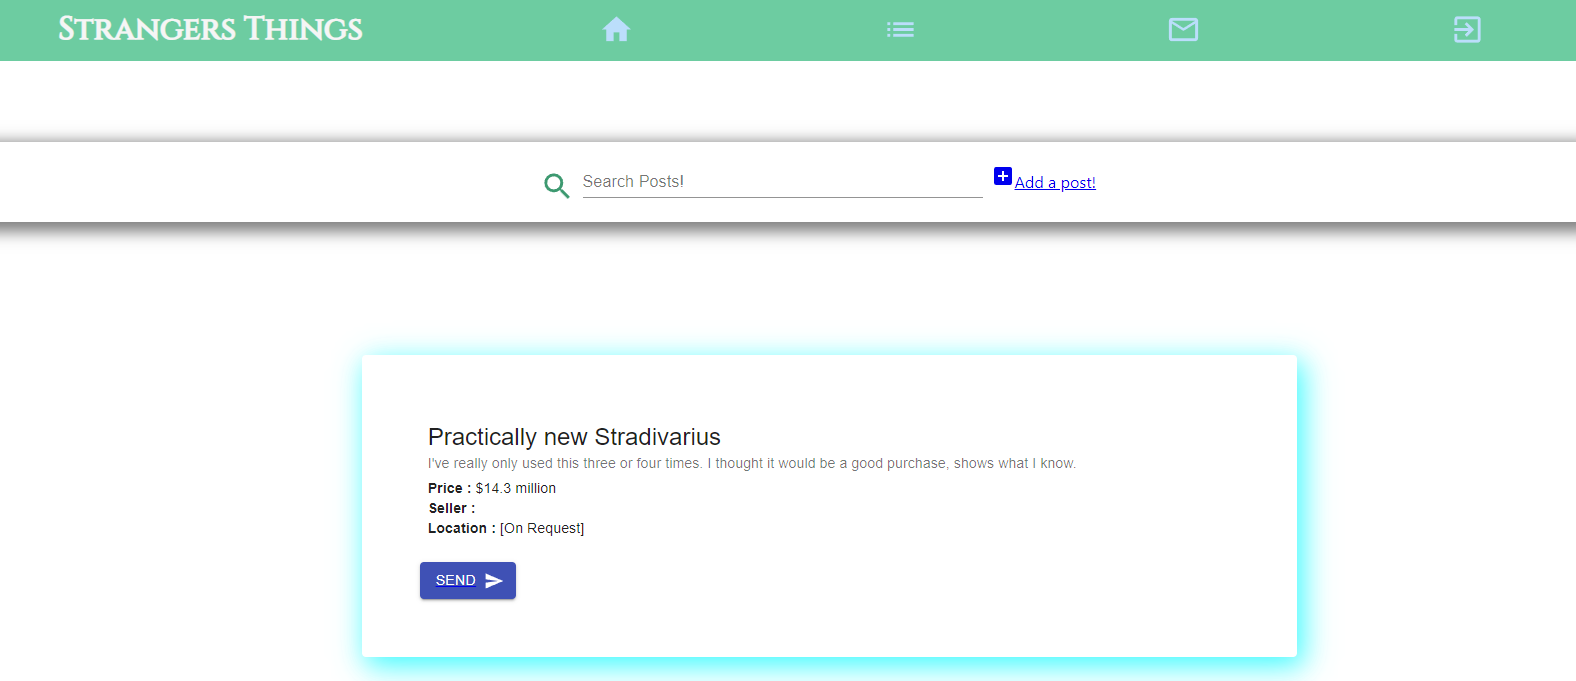 Strangers Things
Search Posts!
Add a post!
Practically new Stradivarius
I've really only used this three or four times. I thought it would be a good purchase, shows what I know.
Price : $14.3 million
Seller :
Location : [On Request]
SEND